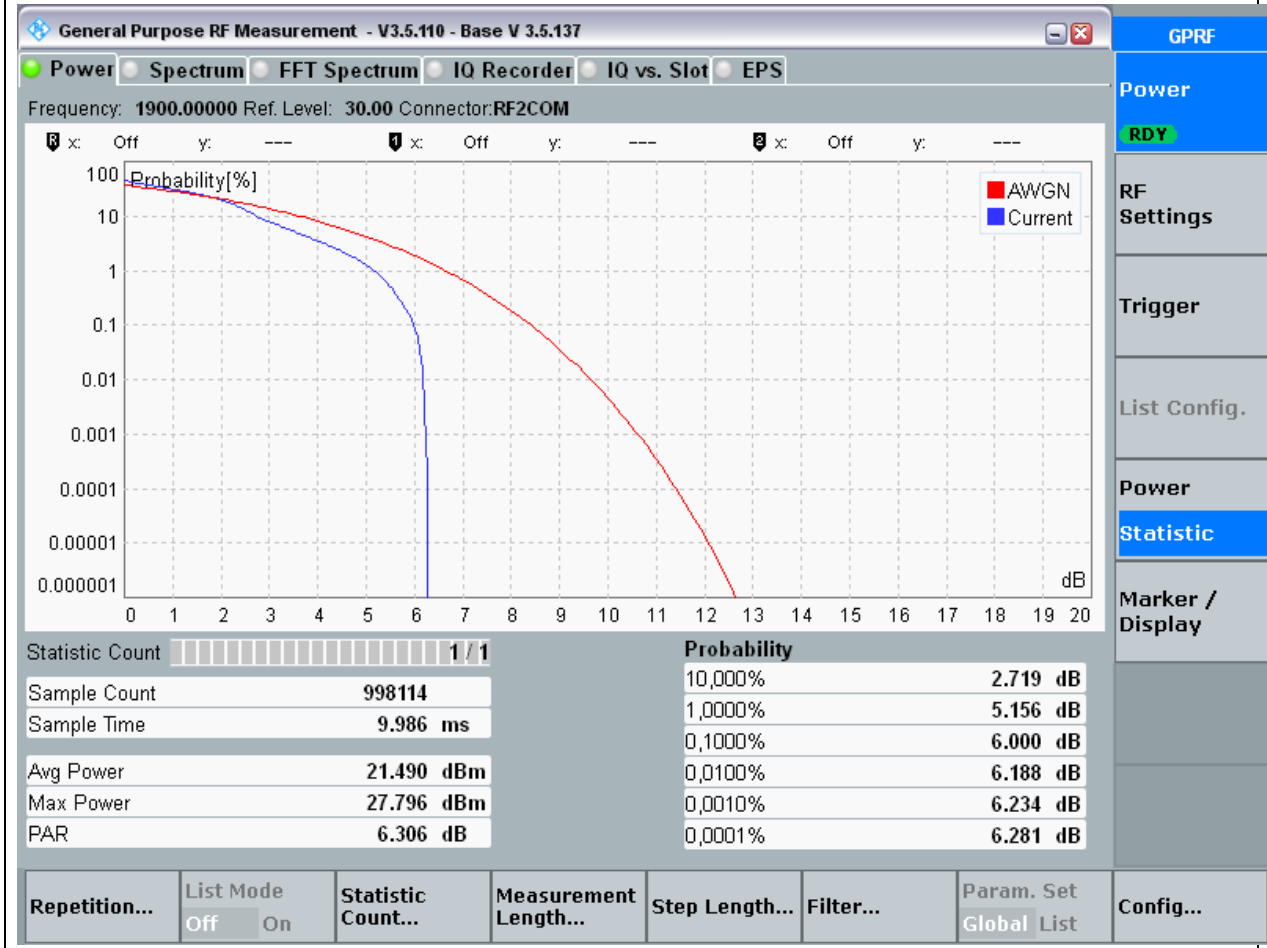 General Purpose RF Measurement - V3.5.110 - Base V 3.5.137
GPRF
Power Spectrum FFT Spectrum IQ Recorder IQ vs. Slot EPS
Frequency: 1900.00000 Ref. Level: 30.00 Connector:RF2COM
R x: Off y: --- 1 x: Off y: --- 2 x: Off y: ---
Probability[%]
100
10
1
0.1
0.01
0.001
0.0001
0.00001
0.000001
AWGN
Current
dB
0 1 2 3 4 5 6 7 8 9 10 11 12 13 14 15 16 17 18 19 20
Statistic Count 1 / 1
Sample Count 998114
Sample Time 9.986 ms
Avg Power 21.490 dBm
Max Power 27.796 dBm
PAR 6.306 dB
Probability
10,000% 2.719 dB
1,0000% 5.156 dB
0,1000% 6.000 dB
0,0100% 6.188 dB
0,0010% 6.234 dB
0,0001% 6.281 dB
Power
RDY
RF
Settings
Trigger
List Config.
Power
Statistic
Marker /
Display
Repetition...
List Mode
Off On
Statistic
Count...
Measurement
Length...
Step Length...
Filter...
Param. Set
Global List
Config...